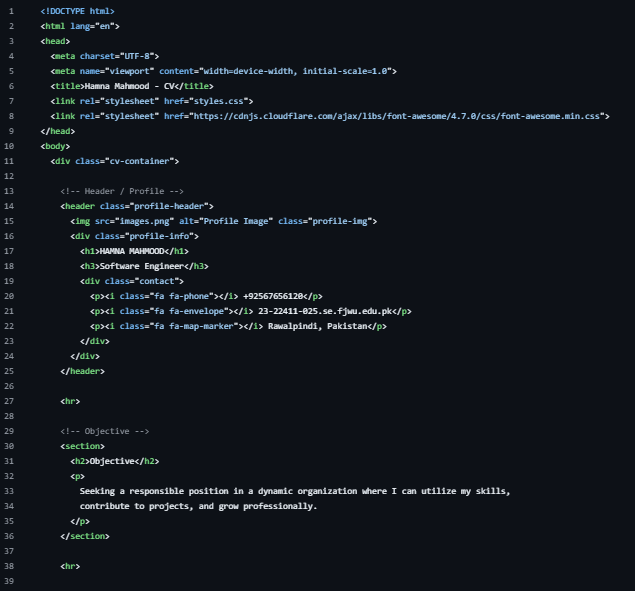 1 <!DOCTYPE html>
2 <html lang="en">
3 <head>
4 <meta charset="UTF-8">
5 <meta name="viewport" content="width=device-width, initial-scale=1.0">
6 <title>Hamna Mahmood - CV</title>
7 <link rel="stylesheet" href="styles.css">
8 <link rel="stylesheet" href="https://cdnjs.cloudflare.com/ajax/libs/font-awesome/4.7.0/css/font-awesome.min.css">
9 </head>
10 <body>
11 <div class="cv-container">
12
13 <!-- Header / Profile -->
14 <header class="profile-header">
15 <img src="images.png" alt="Profile Image" class="profile-img">
16 <div class="profile-info">
17 <h1>HAMNA MAHMOOD</h1>
18 <h3>Software Engineer</h3>
19 <div class="contact">
20 <p><i class="fa fa-phone"></i> +92567656120</p>
21 <p><i class="fa fa-envelope"></i> 23-22411-025.se.fjwu.edu.pk</p>
22 <p><i class="fa fa-map-marker"></i> Rawalpindi, Pakistan</p>
23 </div>
24 </div>
25 </header>
26
27 <hr>
28
29 <!-- Objective -->
30 <section>
31 <h2>Objective</h2>
32 <p>
33 Seeking a responsible position in a dynamic organization where I can utilize my skills,
34 contribute to projects, and grow professionally.
35 </p>
36 </section>
37
38 <hr>
39